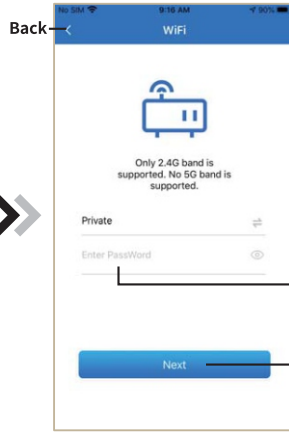 No SIM 9:16 AM 90%
Back
WiFi
Only 2.4G band is
supported. No 5G band is
supported.
Private
Enter PassWord
Next